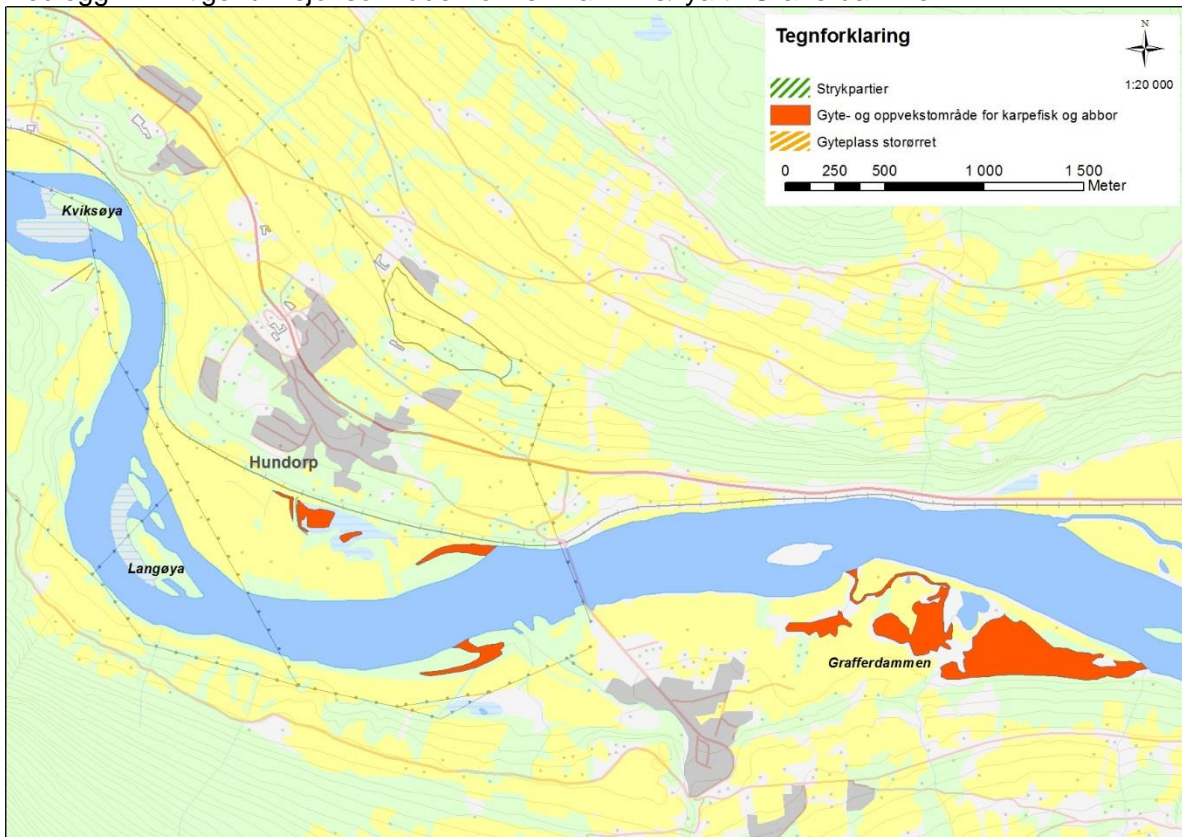 Tegnforklaring
N
1:20 000
Strykpartier
Gyte- og oppvekstområde for karpefisk og abbor
Gyteplass storørret
0 250 500 1 000 1 500
Meter
Kviksøya
Hundorp
Langøya
Grafferdammen